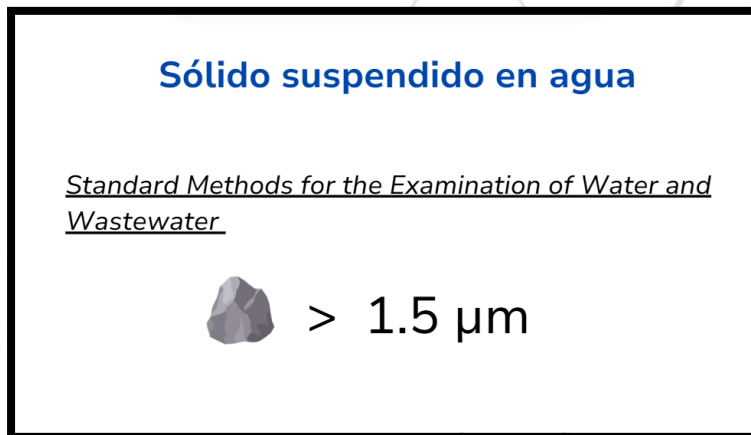 Sólido suspendido en agua
Standard Methods for the Examination of Water and
Wastewater
> 1.5 µm